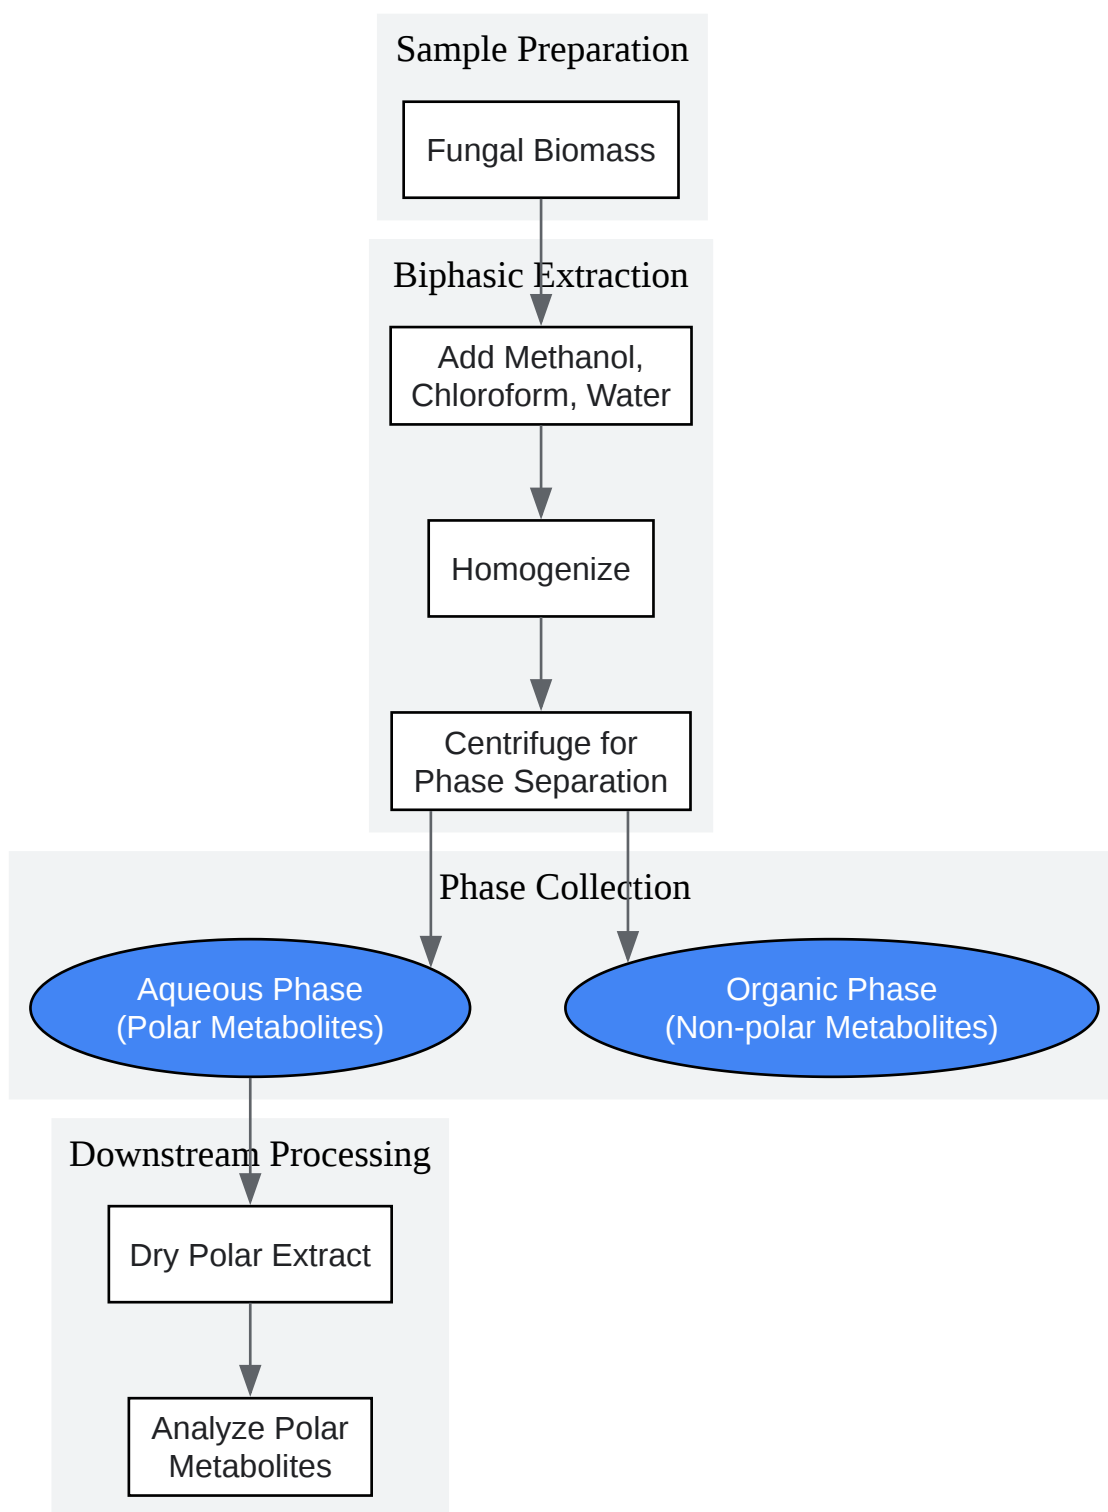 Sample Preparation
Fungal Biomass
Biphasic Extraction
Add Methanol,
Chloroform, Water
Homogenize
Centrifuge for
Phase Separation
Phase Collection
Aqueous Phase
(Polar Metabolites)
Organic Phase
(Non-polar Metabolites)
Downstream Processing
Dry Polar Extract
Analyze Polar
Metabolites